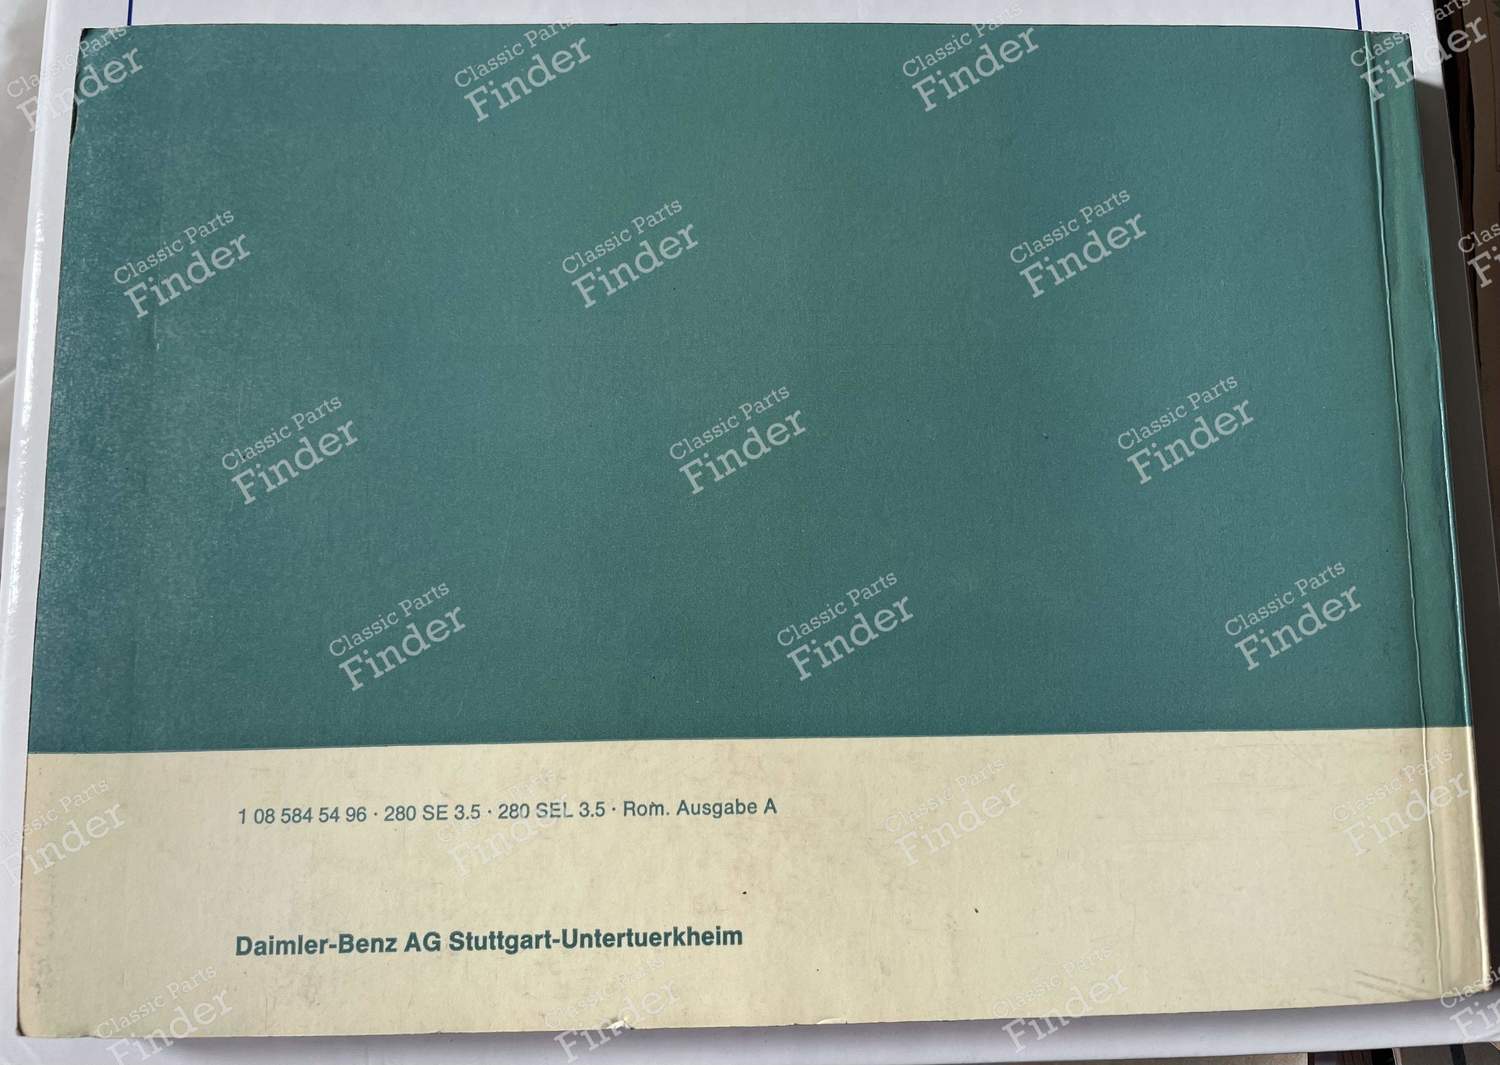 1 08 584 54 96 · 280 SE 3.5 · 280 SEL 3.5 · Rom. Ausgabe A
Daimler-Benz AG Stuttgart-Untertuerkheim
Classic Parts
Finder